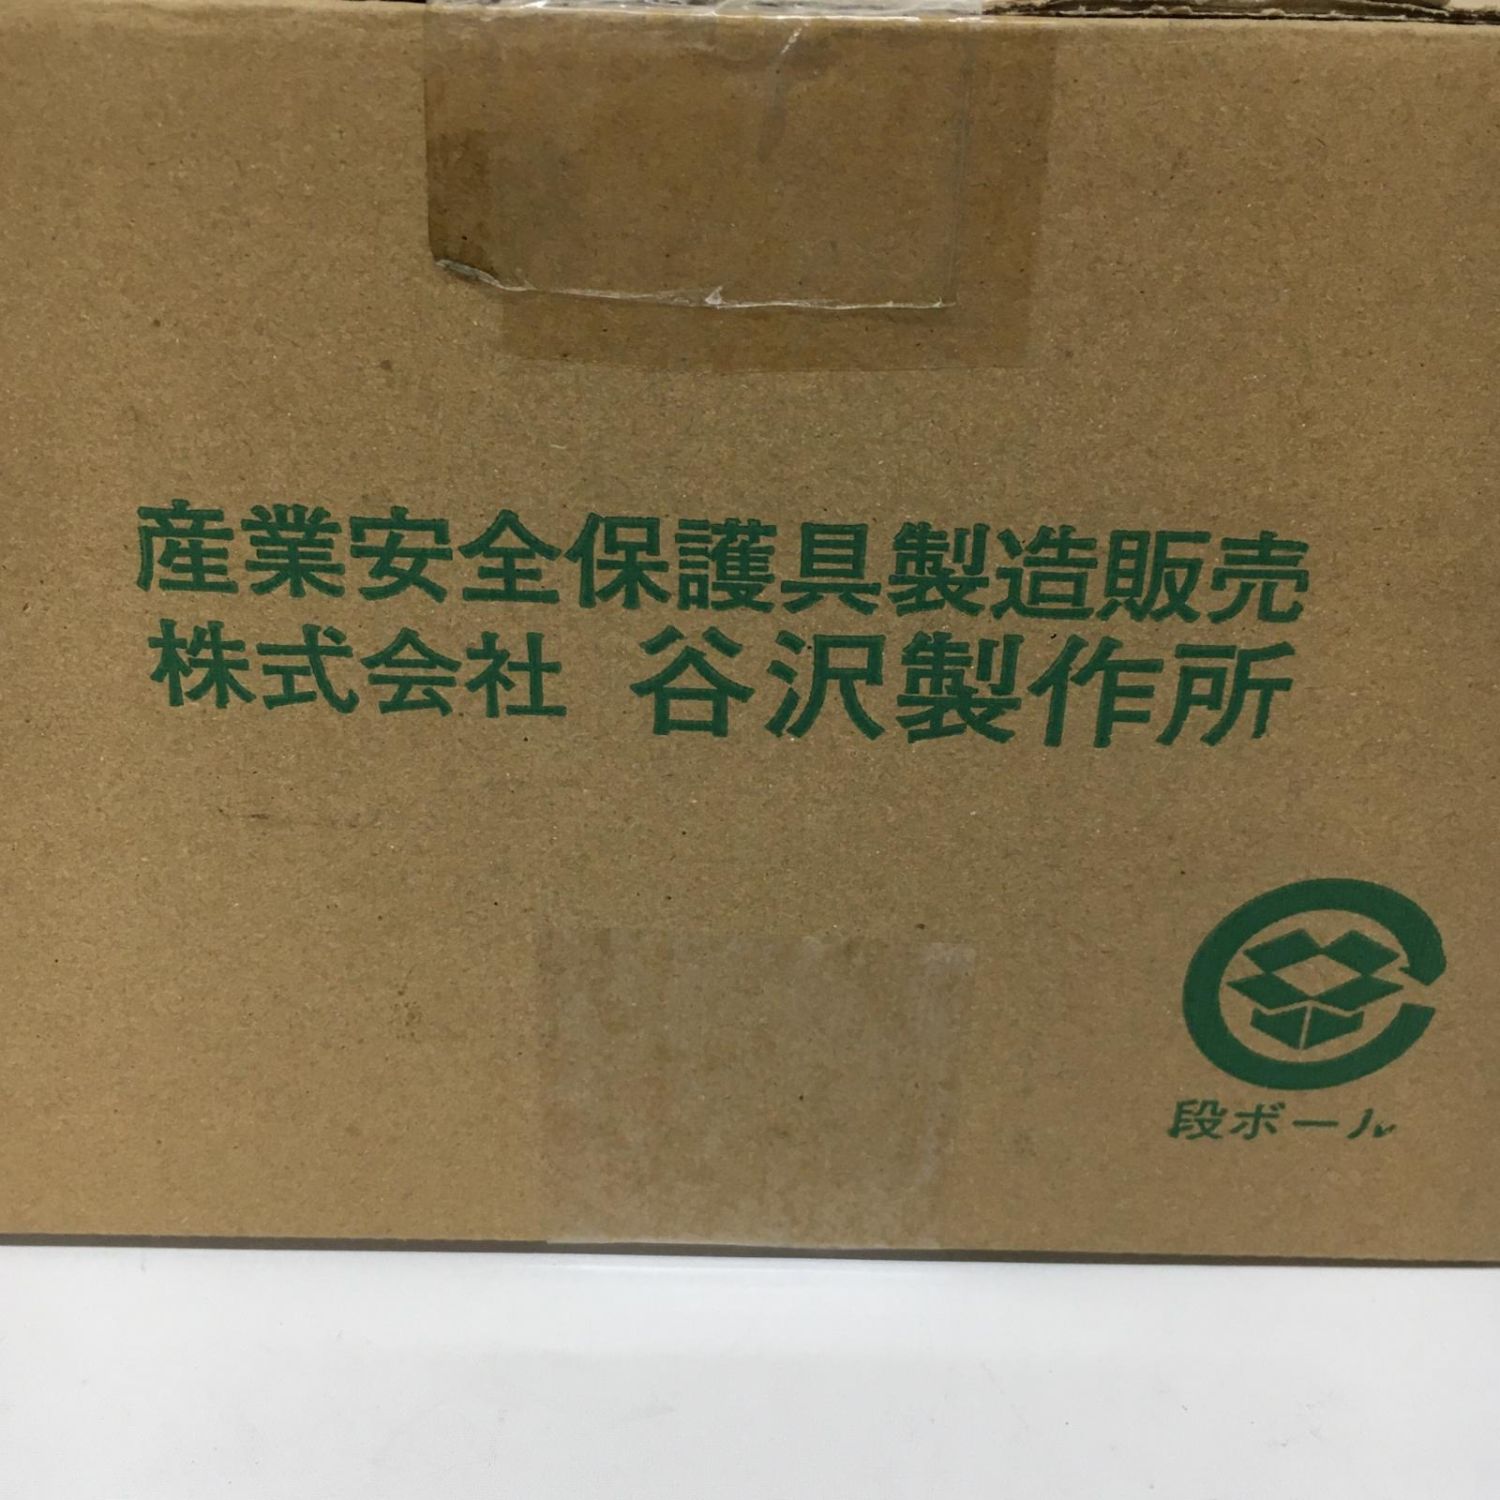 産業安全保護具製造販売
株式会社 谷沢製作所
段ボール